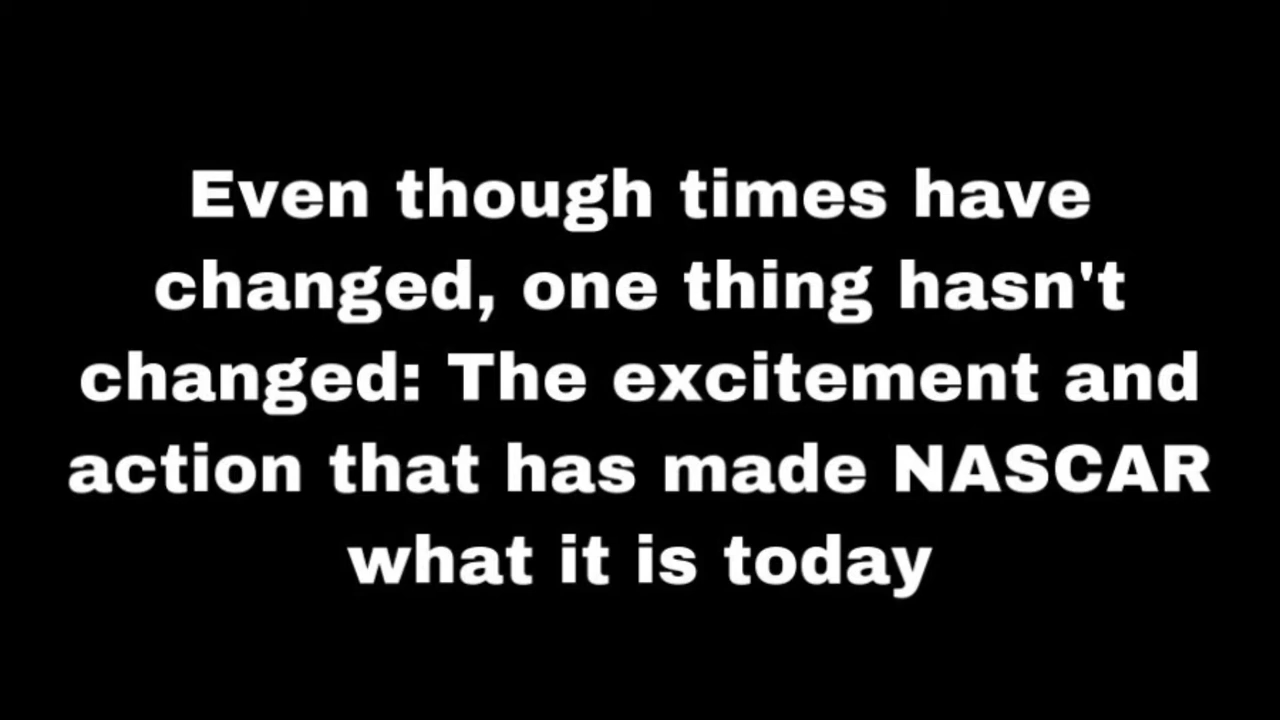 Even though times have
changed, one thing hasn't
changed: The excitement and
action that has made NASCAR
what it is today